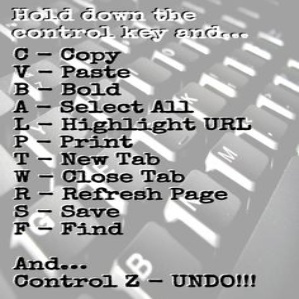 Hold down the
control key and...
C - Copy
V - Paste
B - Bold
A - Select All
L - Highlight URL
P - Print
T - New Tab
W - Close Tab
R - Refresh Page
S - Save
F - Find
And...
Control Z - UNDO!!!